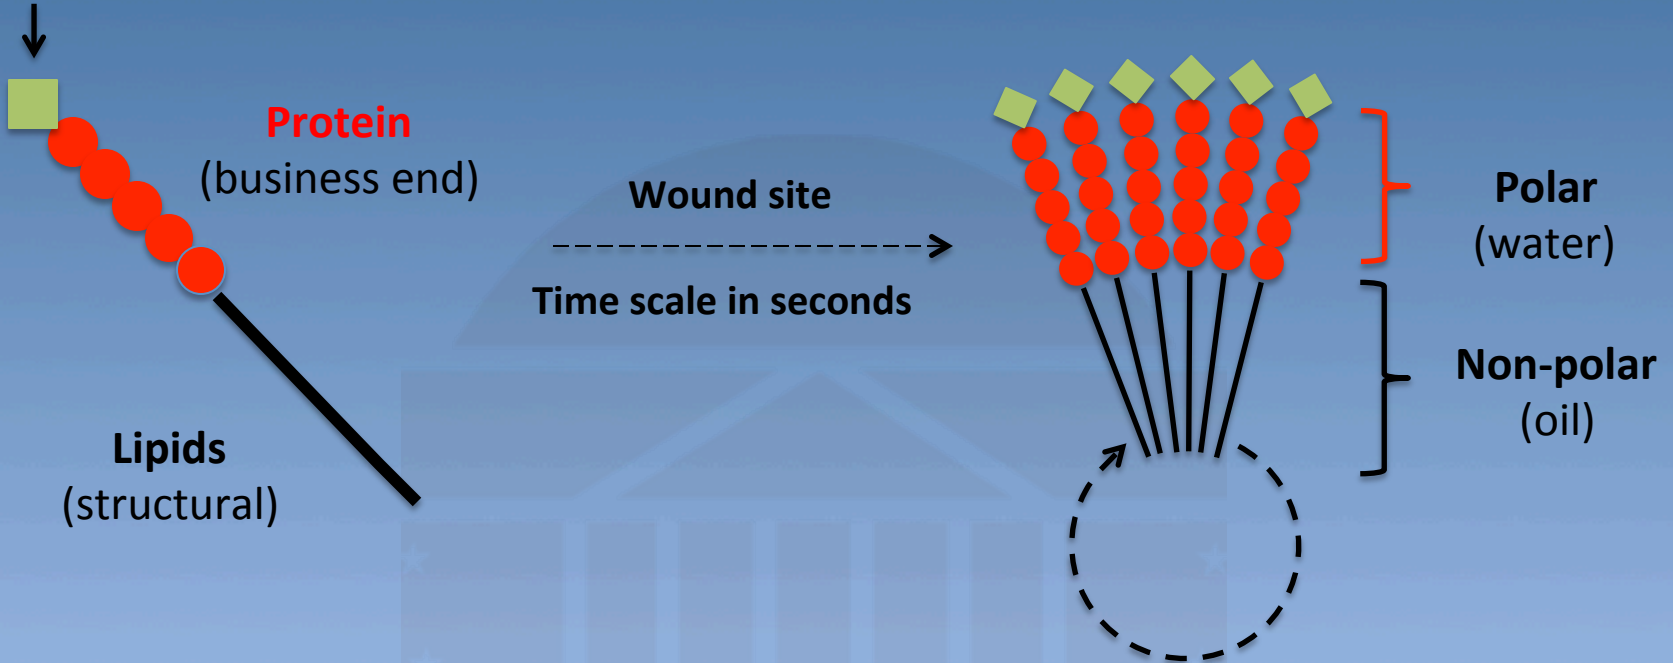 Protein
(business end)
Wound site
Time scale in seconds
Lipids
(structural)
Polar
(water)
Non-polar
(oil)